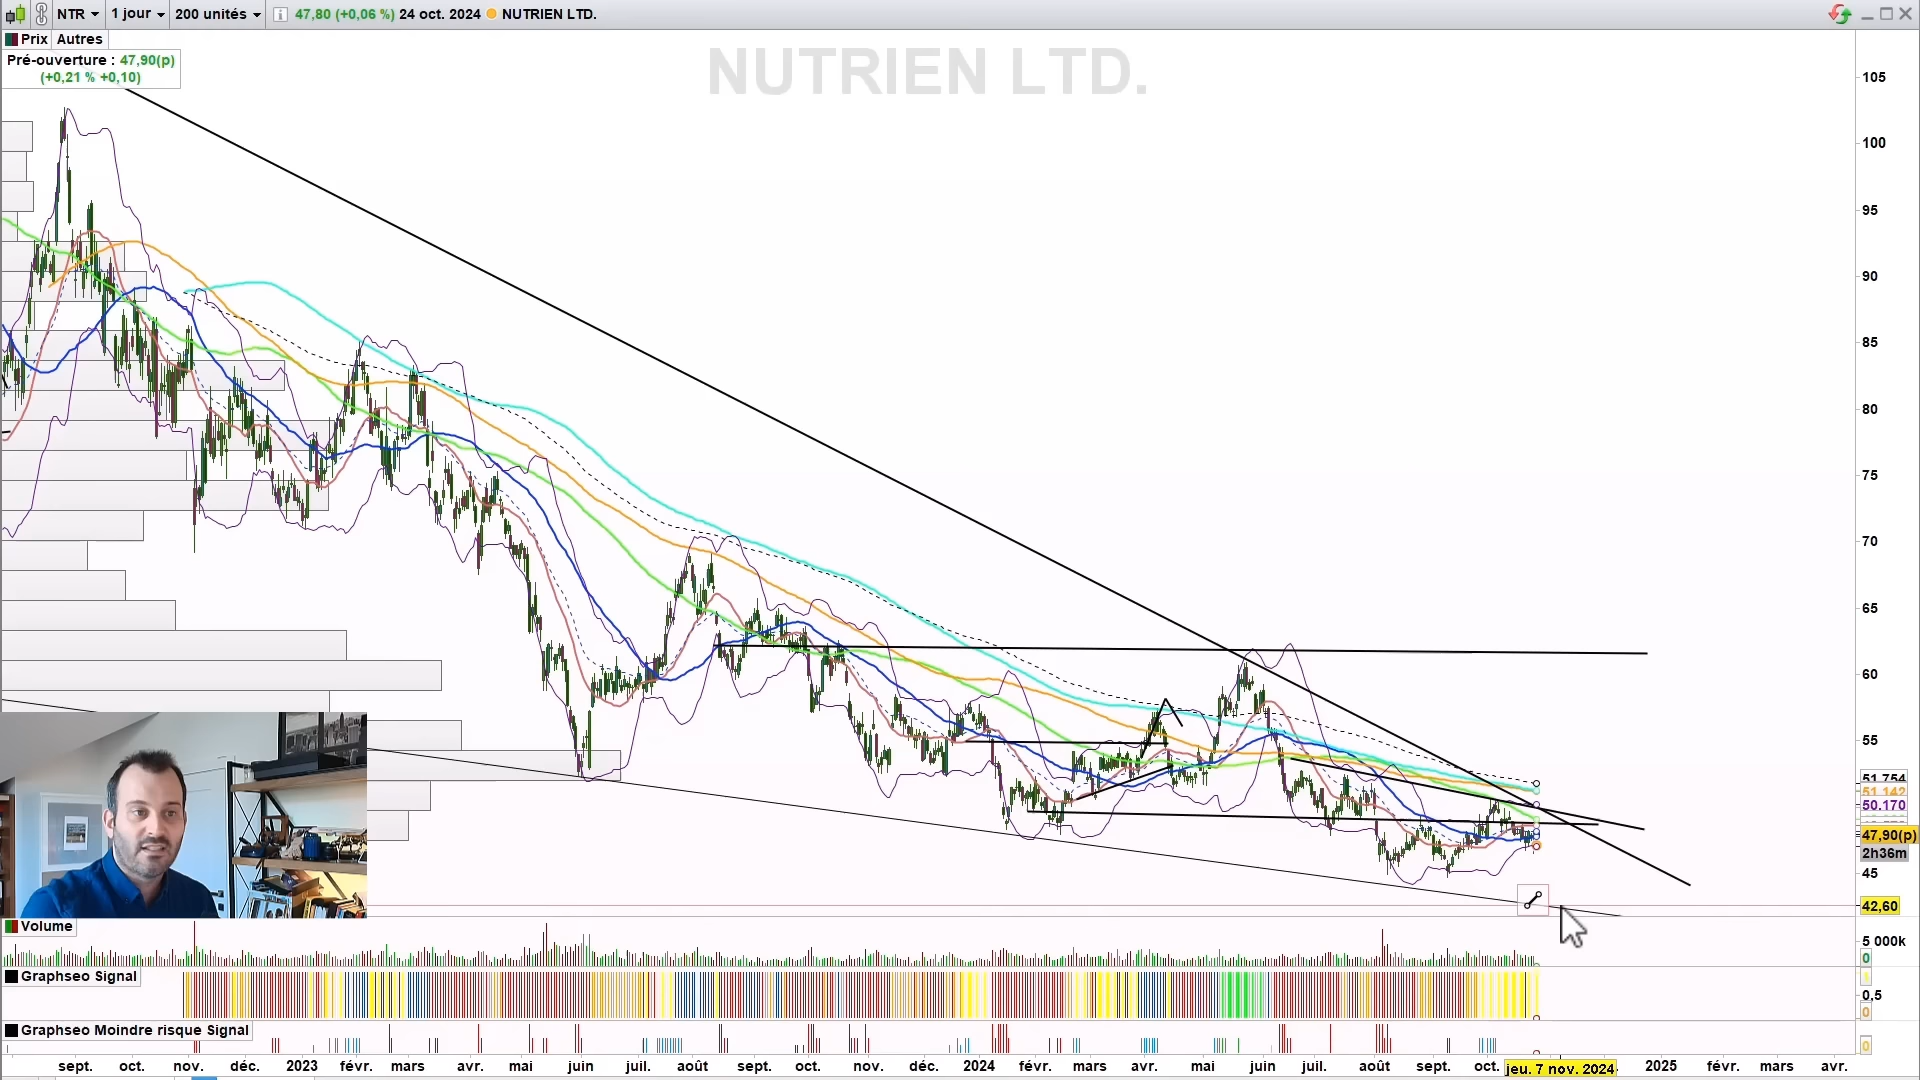 NTR 1 jour 200 unités 47,80 (+0,06 %) 24 oct. 2024 NUTRIEN LTD.
Prix Autres
Pré-ouverture : 47,90(p)
(+0,21 % +0,10)
NUTRIEN LTD.
105
100
95
90
85
80
75
70
65
60
55
51,754
51,142
50,170
47,90(p)
2h36m
45
42,60
Volume
5 000k
0
Graphseo Signal
0,5
0
Graphseo Moindre risque Signal
0
sept. oct. nov. déc. 2023 févr. mars avr. mai juin juil. août sept. oct. nov. déc. 2024 févr. mars avr. mai juin juil. août sept. oct. jeu. 7 nov. 2024 2025 févr. mars avr.